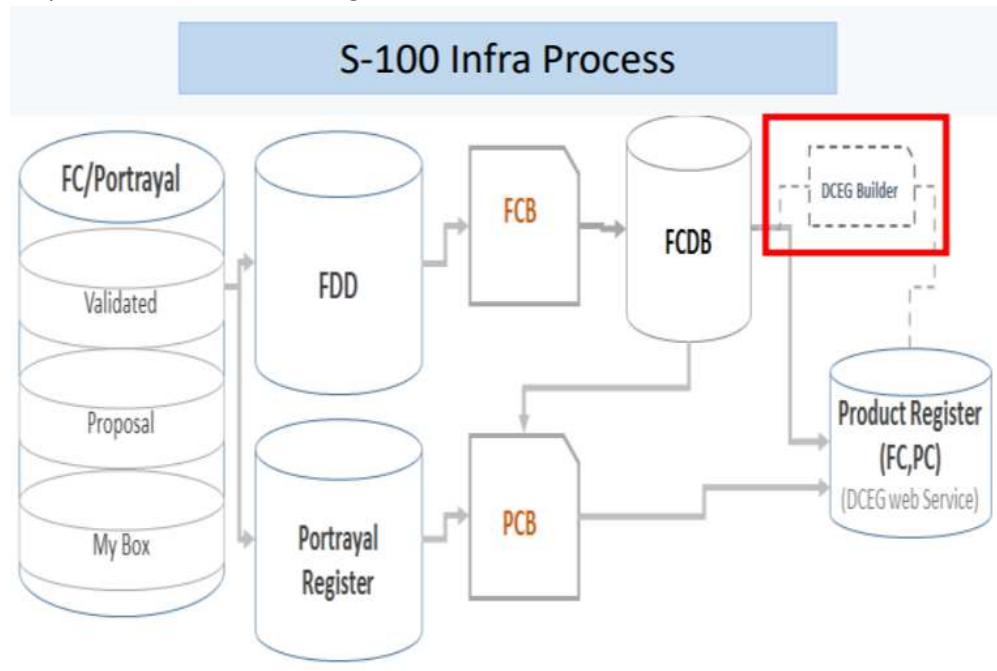 S-100 Infra Process
FC/Portrayal
Validated
Proposal
My Box
FDD
Portrayal
Register
FCB
PCB
FCDB
DCEG Builder
Product Register
(FC,PC)
(DCEG web Service)